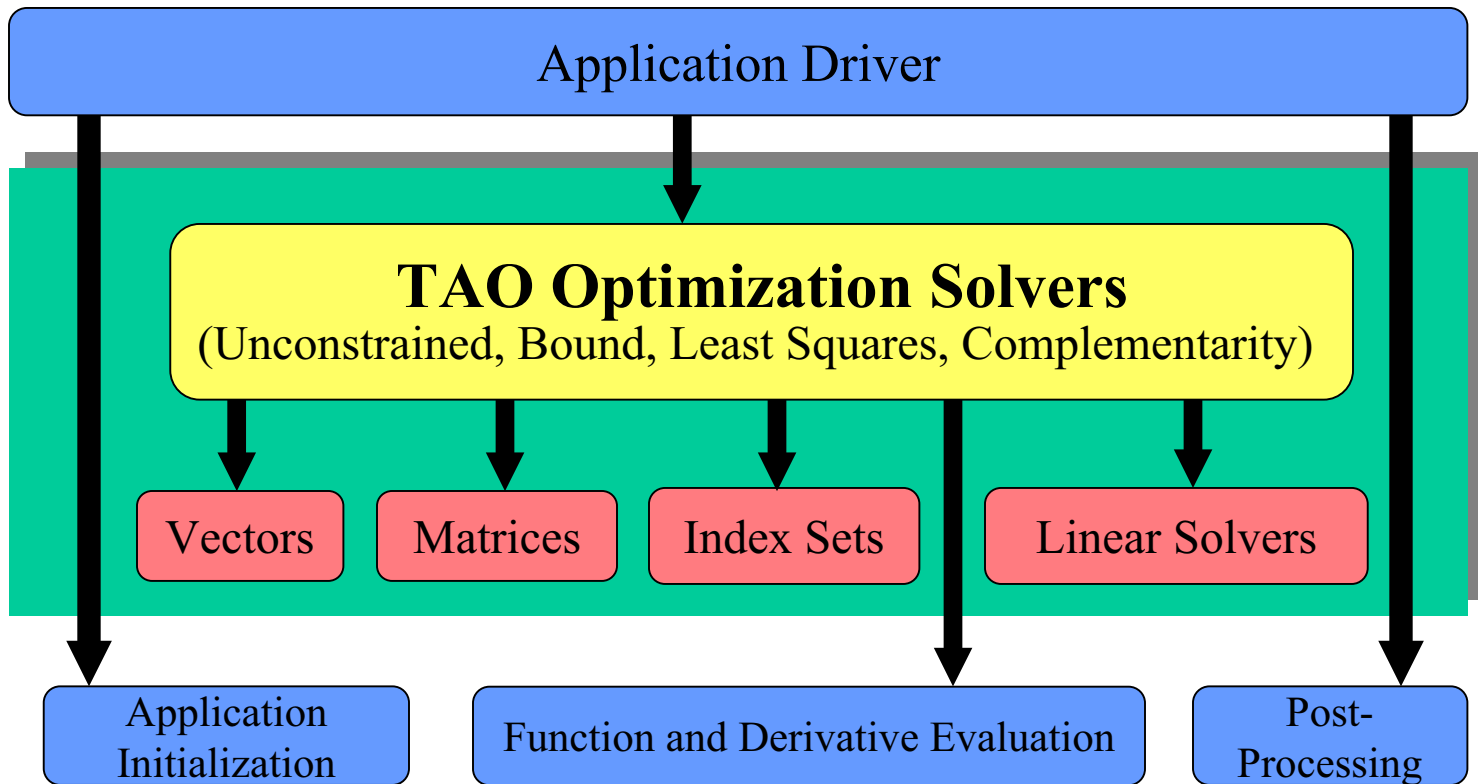 Application Driver
TAO Optimization Solvers
(Unconstrained, Bound, Least Squares, Complementarity)
Vectors
Matrices
Index Sets
Linear Solvers
Application
Initialization
Function and Derivative Evaluation
Post-
Processing